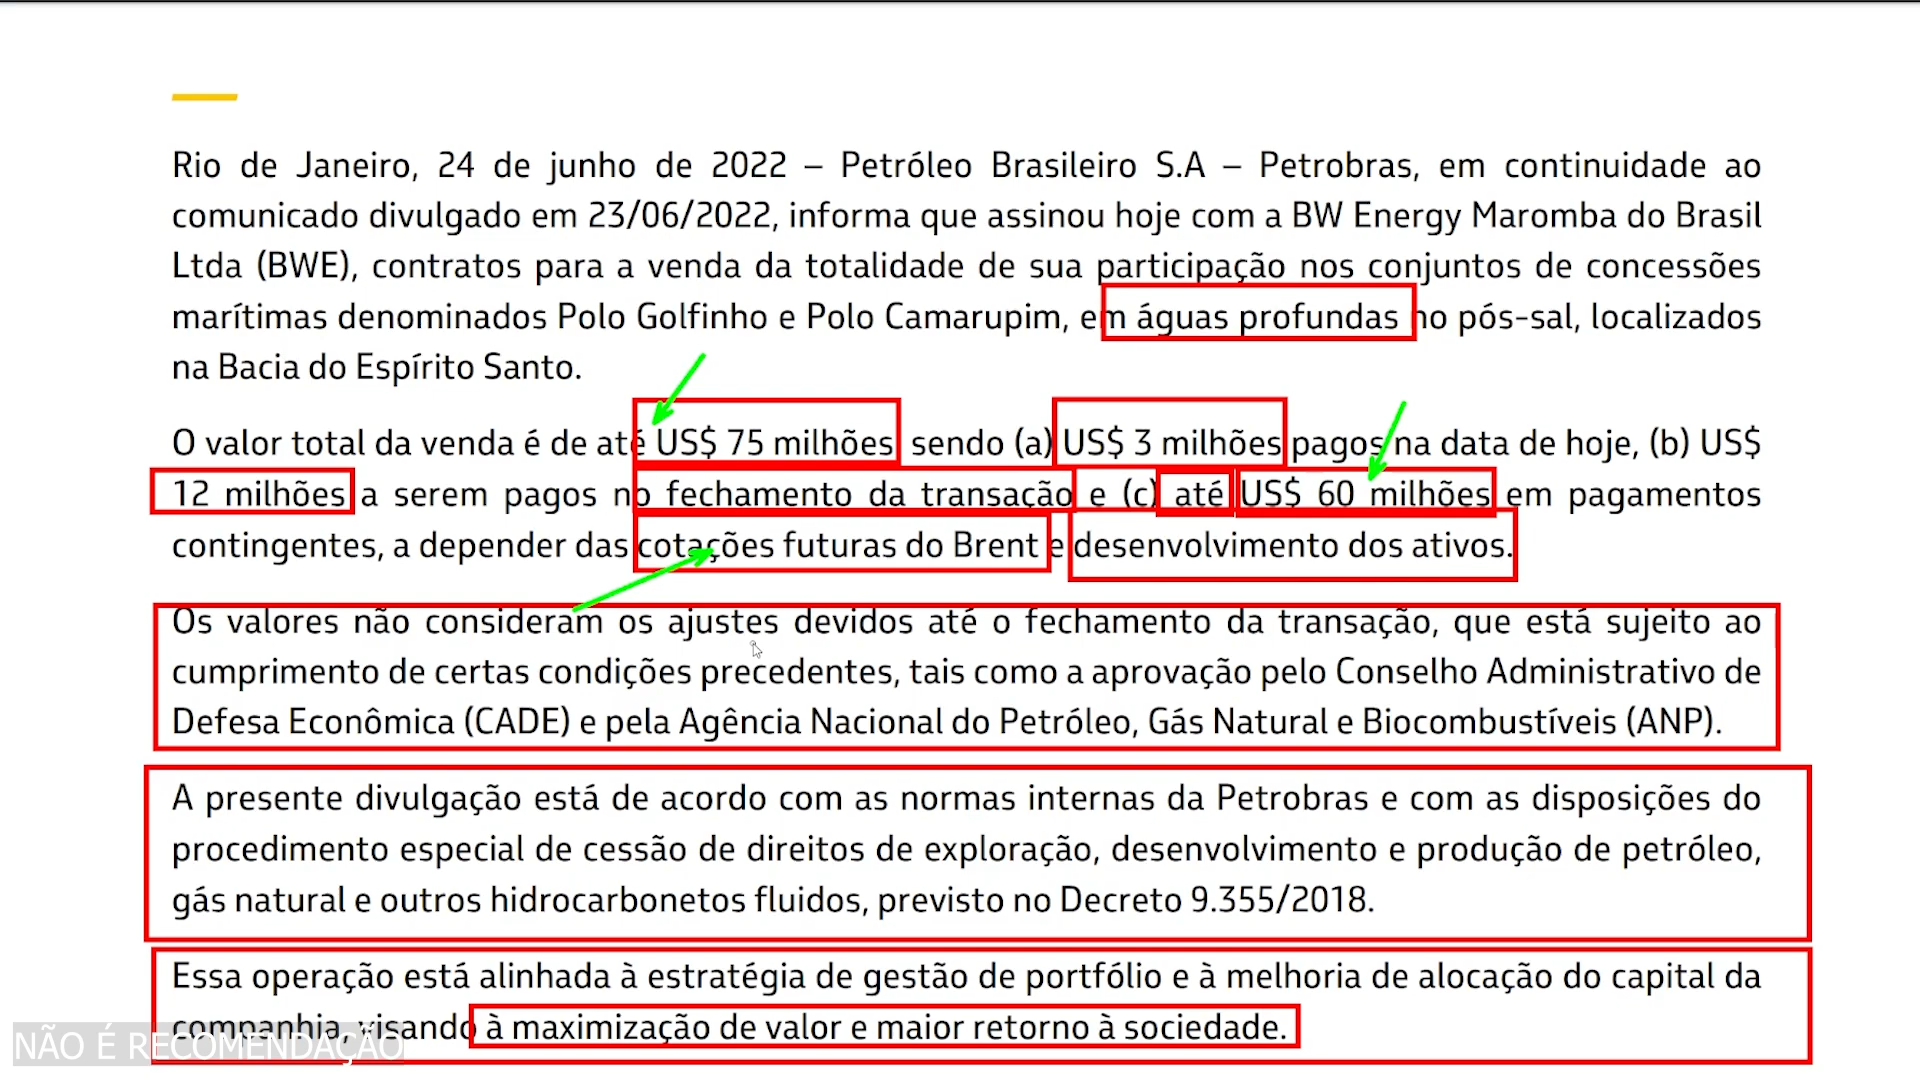 Rio de Janeiro, 24 de junho de 2022 – Petróleo Brasileiro S.A – Petrobras, em continuidade ao
comunicado divulgado em 23/06/2022, informa que assinou hoje com a BW Energy Maromba do Brasil
Ltda (BWE), contratos para a venda da totalidade de sua participação nos conjuntos de concessões
marítimas denominados Polo Golfinho e Polo Camarupim, em águas profundas no pós-sal, localizados
na Bacia do Espírito Santo.
O valor total da venda é de até US$ 75 milhões sendo (a) US$ 3 milhões pagos na data de hoje, (b) US$
12 milhões a serem pagos no fechamento da transação e (c) até US$ 60 milhões em pagamentos
contingentes, a depender das cotações futuras do Brent e desenvolvimento dos ativos.
Os valores não consideram os ajustes devidos até o fechamento da transação, que está sujeito ao
cumprimento de certas condições precedentes, tais como a aprovação pelo Conselho Administrativo de
Defesa Econômica (CADE) e pela Agência Nacional do Petróleo, Gás Natural e Biocombustíveis (ANP).
A presente divulgação está de acordo com as normas internas da Petrobras e com as disposições do
procedimento especial de cessão de direitos de exploração, desenvolvimento e produção de petróleo,
gás natural e outros hidrocarbonetos fluidos, previsto no Decreto 9.355/2018.
Essa operação está alinhada à estratégia de gestão de portfólio e à melhoria de alocação do capital da
companhia, visando à maximização de valor e maior retorno à sociedade.
NÃO É RECOMENDAÇÃO